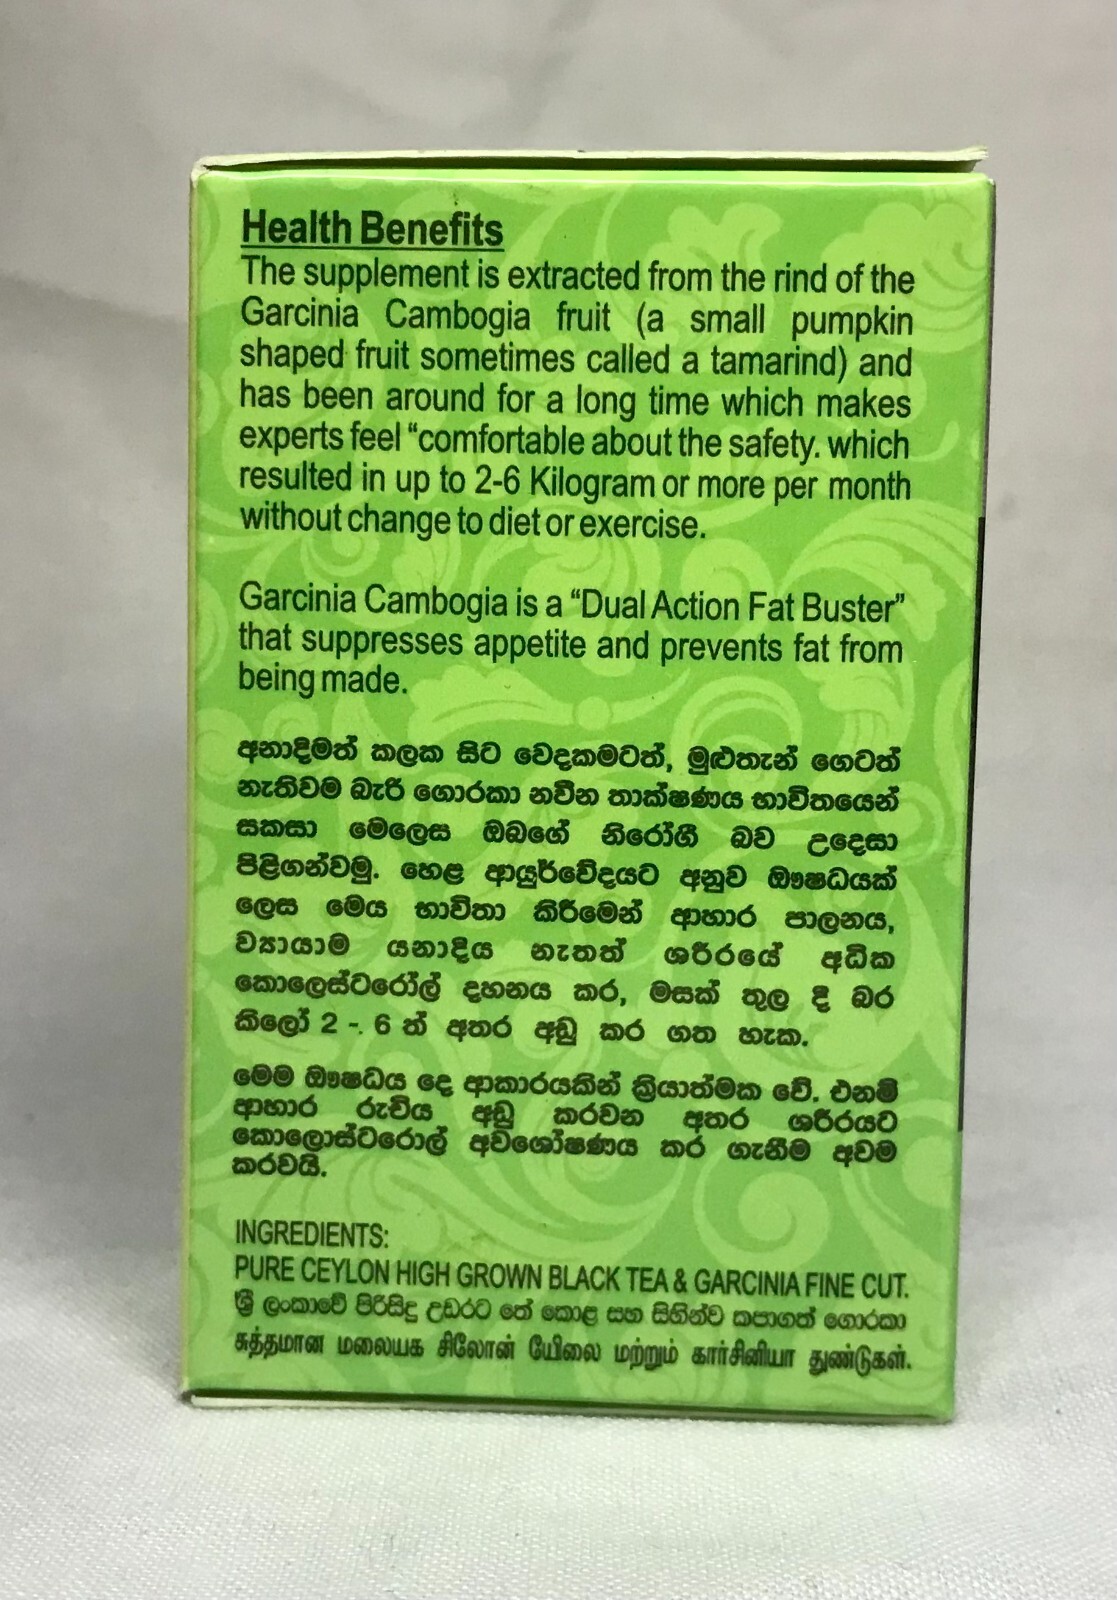 Health Benefits
The supplement is extracted from the rind of the
Garcinia Cambogia fruit (a small pumpkin
shaped fruit sometimes called a tamarind) and
has been around for a long time which makes
experts feel “comfortable about the safety. which
resulted in up to 2-6 Kilogram or more per month
without change to diet or exercise.
Garcinia Cambogia is a “Dual Action Fat Buster”
that suppresses appetite and prevents fat from
being made.
අනාදිමත් කලක සිට වෙදකමටත්, මුළුතැන් ගෙටත්
නැතිවම බැරි ගොරකා නවීන තාක්ෂණය භාවිතයෙන්
සකසා මෙලෙස ඔබගේ නිරෝගී බව උදෙසා
පිළිගන්වමු. හෙළ ආයුර්වේදයට අනුව ඖෂධයක්
ලෙස මෙය භාවිතා කිරීමෙන් ආහාර පාලනය,
ව්‍යායාම යනාදිය නැතත් ශරීරයේ අධික
කොලෙස්ටරෝල් දහනය කර, මසක් තුල දී බර
කිලෝ 2 -. 6 ත් අතර අඩු කර ගත හැක.
මෙම ඖෂධය දෙ ආකාරයකින් ක්‍රියාත්මක වේ. එනම්
ආහාර රුචිය අඩු කරවන අතර ශරීරයට
කොලොස්ටරොල් අවශෝෂණය කර ගැනීම අවම
කරවයි.
INGREDIENTS:
PURE CEYLON HIGH GROWN BLACK TEA & GARCINIA FINE CUT.
ශ්‍රී ලංකාවේ පිරිසිදු උඩරට තේ කොළ සහ සිහින්ව කපාගත් ගොරකා
சுத்தமான மலையக சிலோன் யேிலை மற்றும் கார்சினியா துண்டுகள்.